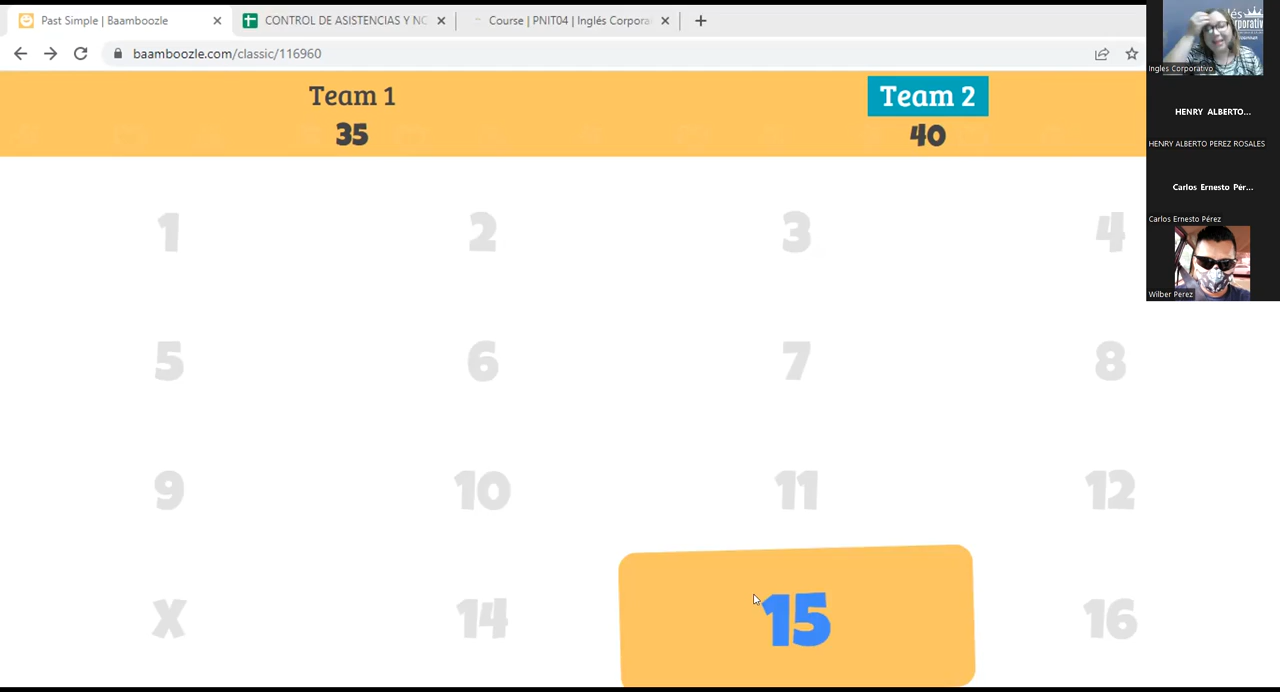 Past Simple | Baamboozle
CONTROL DE ASISTENCIAS Y NO
Course | PNIT04 | Inglés Corpora
baamboozle.com/classic/116960
Team 1
35
Team 2
40
1 2 3 4
5 6 7 8
9 10 11 12
X 14 15 16
Ingles Corporativo
HENRY ALBERTO...
HENRY ALBERTO PEREZ ROSALES
Carlos Ernesto Pér...
Carlos Ernesto Pérez
Wilber Perez